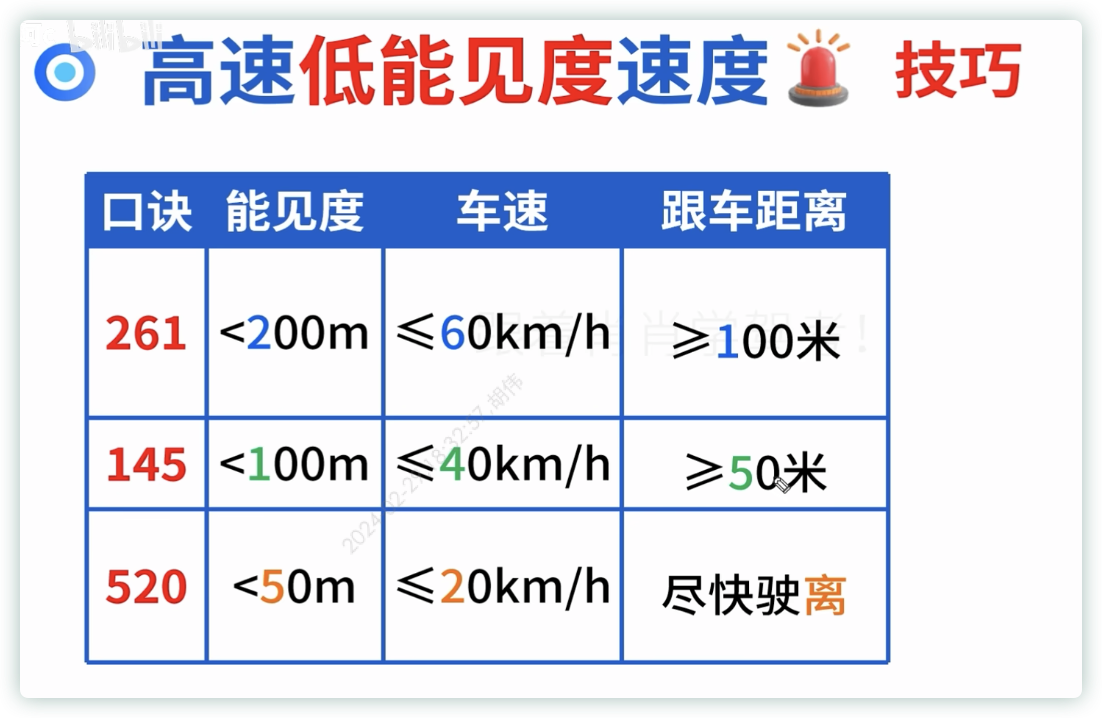 bilibili
高速低能见度速度 技巧
口诀 能见度 车速 跟车距离
261 <200m ≤60km/h ≥100米
145 <100m ≤40km/h ≥50米
520 <50m ≤20km/h 尽快驶离